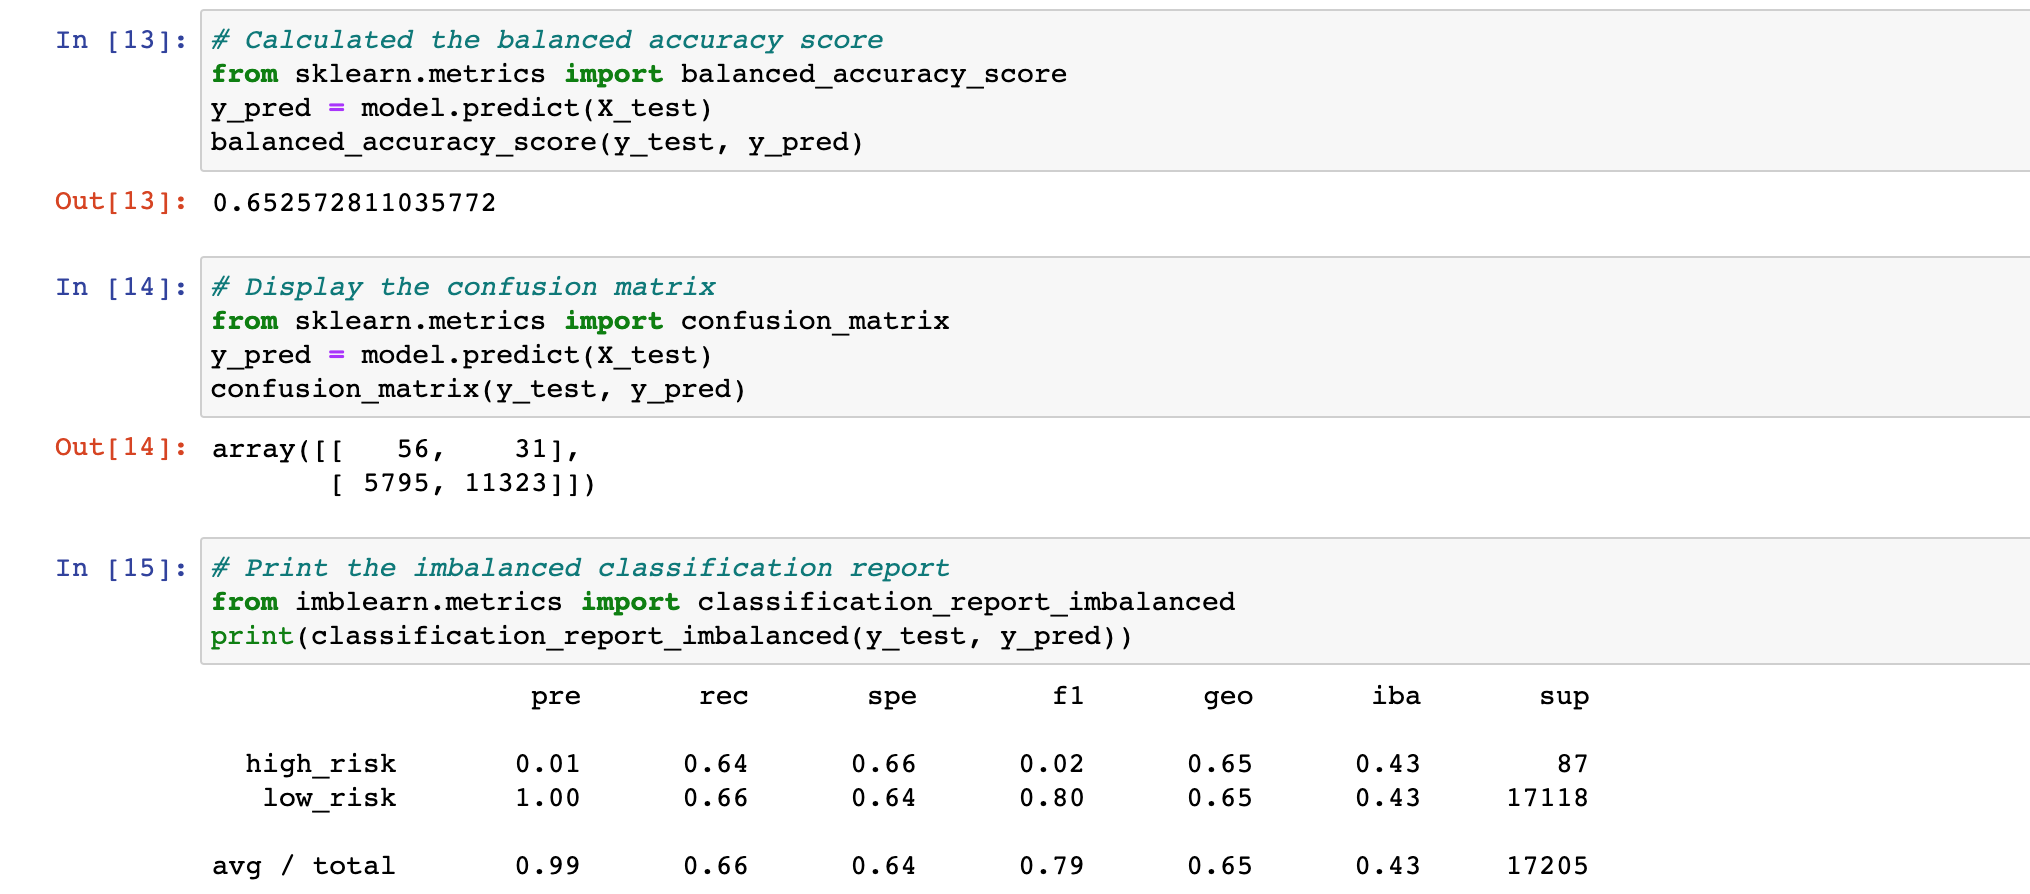 In [13]: # Calculated the balanced accuracy score
from sklearn.metrics import balanced_accuracy_score
y_pred = model.predict(X_test)
balanced_accuracy_score(y_test, y_pred)
Out[13]: 0.652572811035772
In [14]: # Display the confusion matrix
from sklearn.metrics import confusion_matrix
y_pred = model.predict(X_test)
confusion_matrix(y_test, y_pred)
Out[14]: array([[   56,    31],
       [ 5795, 11323]])
In [15]: # Print the imbalanced classification report
from imblearn.metrics import classification_report_imbalanced
print(classification_report_imbalanced(y_test, y_pred))
pre rec spe f1 geo iba sup
high_risk 0.01 0.64 0.66 0.02 0.65 0.43 87
low_risk 1.00 0.66 0.64 0.80 0.65 0.43 17118
avg / total 0.99 0.66 0.64 0.79 0.65 0.43 17205